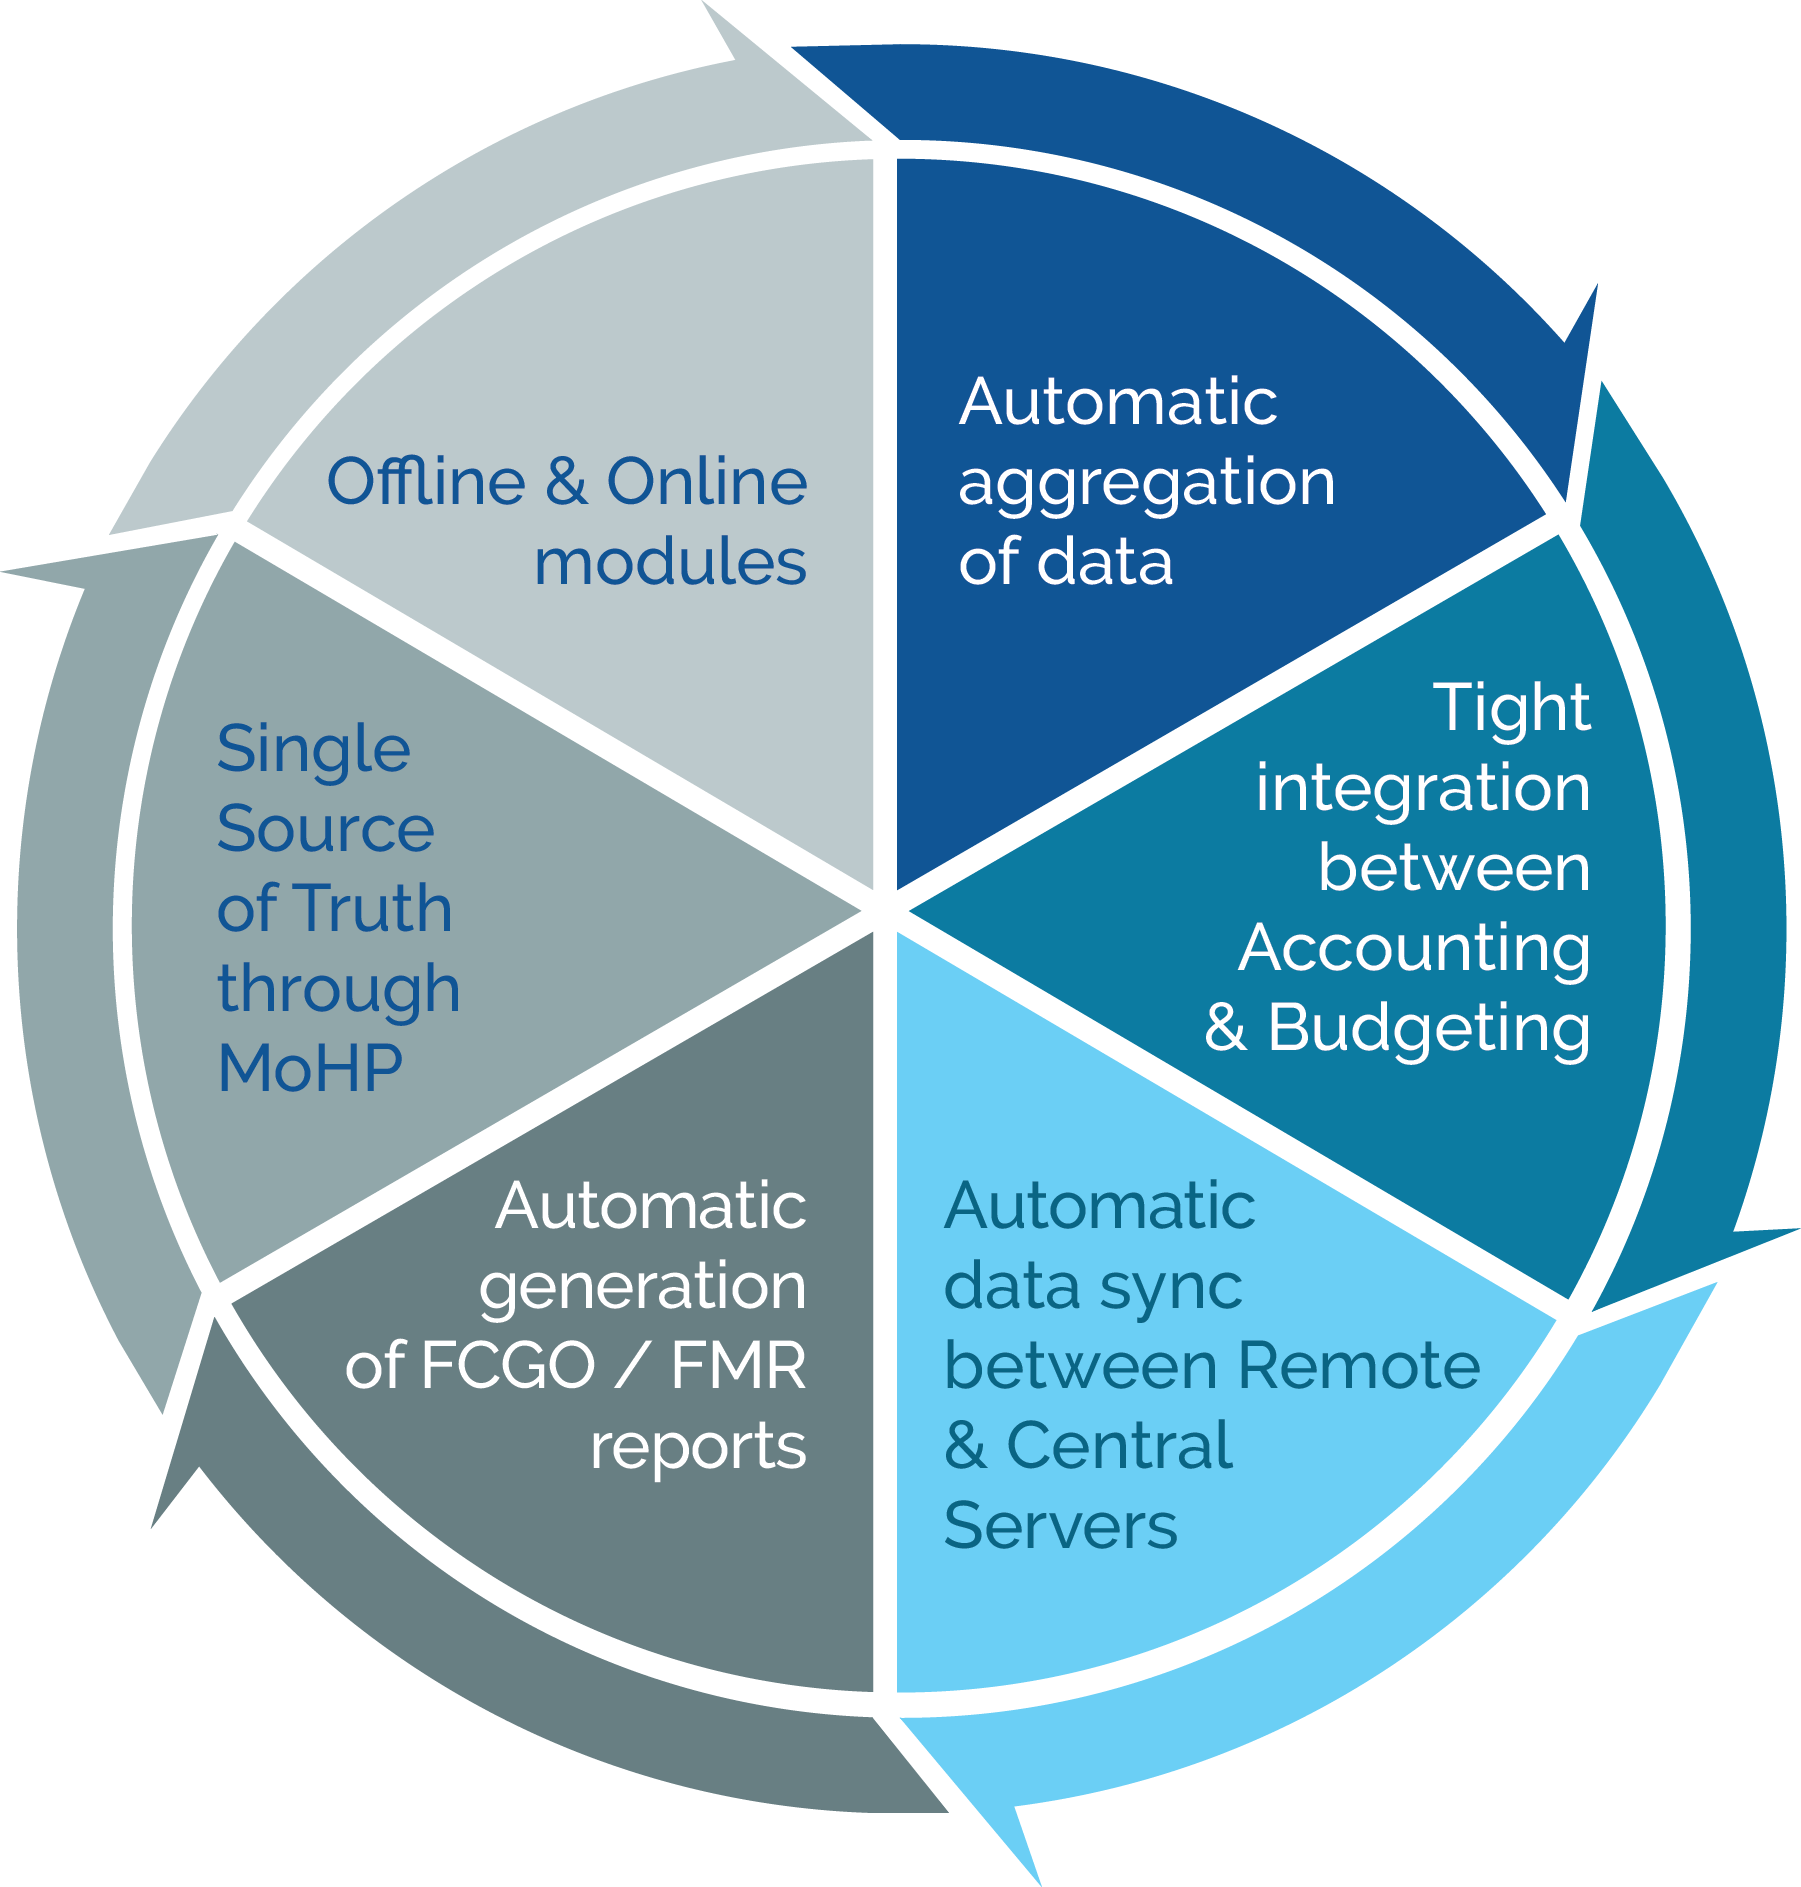 Automatic
aggregation
of data
Tight
integration
between
Accounting
& Budgeting
Automatic
data sync
between Remote
& Central
Servers
Automatic
generation
of FCGO / FMR
reports
Single
Source
of Truth
through
MoHP
Offline & Online
modules